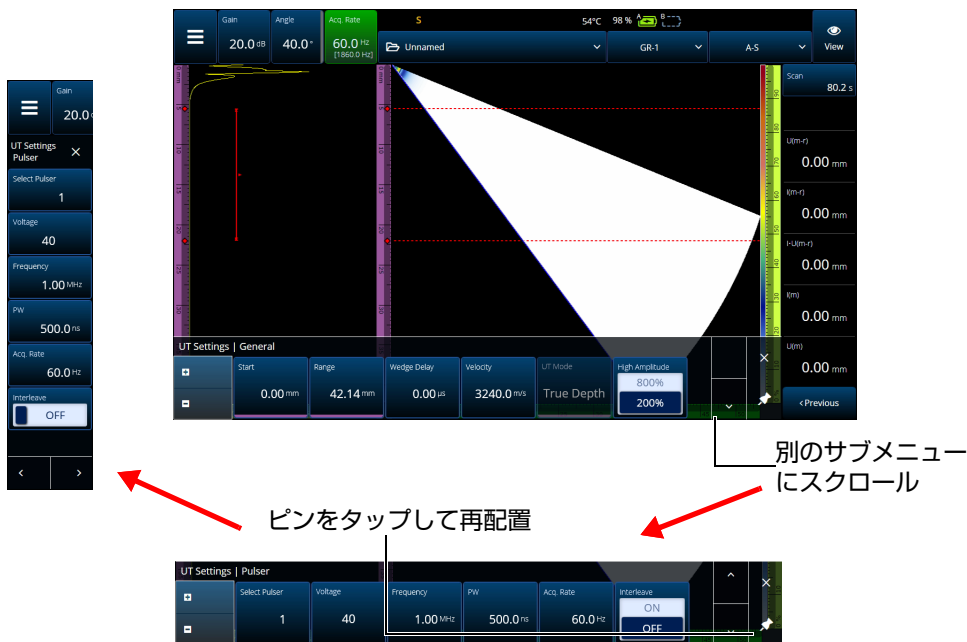 Gain
Angle
Acq. Rate
S
54°C
98 %
B
20.0 dB
40.0 °
60.0 Hz
[1860.0 Hz]
Unnamed
GR-1
A-S
View
Scan
80.2 s
U(m-r)
0.00 mm
I(m-r)
0.00 mm
I-U(m-r)
0.00 mm
I(m)
0.00 mm
U(m)
0.00 mm
<Previous
UT Settings | General
Start
0.00 mm
Range
42.14 mm
Wedge Delay
0.00 µs
Velocity
3240.0 m/s
UT Mode
True Depth
High Amplitude
800%
200%
Gain
20.0
UT Settings
Pulser
Select Pulser
1
Voltage
40
Frequency
1.00 MHz
PW
500.0 ns
Acq. Rate
60.0 Hz
Interleave
OFF
別のサブメニュー
にスクロール
ピンをタップして再配置
UT Settings | Pulser
Select Pulser
1
Voltage
40
Frequency
1.00 MHz
PW
500.0 ns
Acq. Rate
60.0 Hz
Interleave
ON
OFF